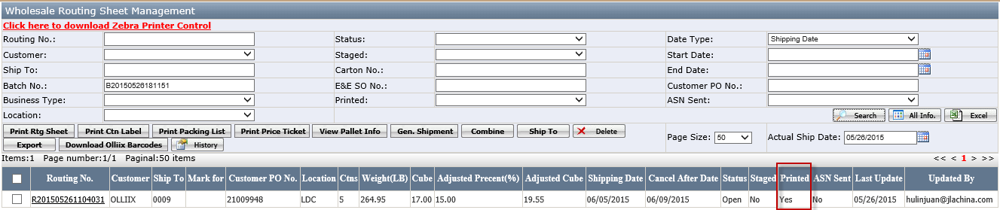 Wholesale Routing Sheet Management
Click here to download Zebra Printer Control
Routing No.: Status: Date Type: Shipping Date
Customer: Staged: Start Date:
Ship To: Carton No.: End Date:
Batch No.: B20150526181151 E&E SO No.: Customer PO No.:
Business Type: Printed: ASN Sent:
Location: Search All Info. Excel
Print Rtg Sheet Print Ctn Label Print Packing List Print Price Ticket View Pallet Info Gen. Shipment Combine Ship To Delete
Page Size: 50 Actual Ship Date: 05/26/2015
Export Download Olliix Barcodes History
Items:1 Page number:1/1 Paginal:50 items << < 1 > >>
Routing No. Customer Ship To Mark for Customer PO No. Location Ctns Weight(LB) Cube Adjusted Precent(%) Adjusted Cube Shipping Date Cancel After Date Status Staged Printed ASN Sent Last Update Updated By
R201505261104031 OLLIIX 0009 21009948 LDC 5 264.95 17.00 15.00 19.55 06/05/2015 06/09/2015 Open No Yes No 05/26/2015 hulinjuan@jlachina.com